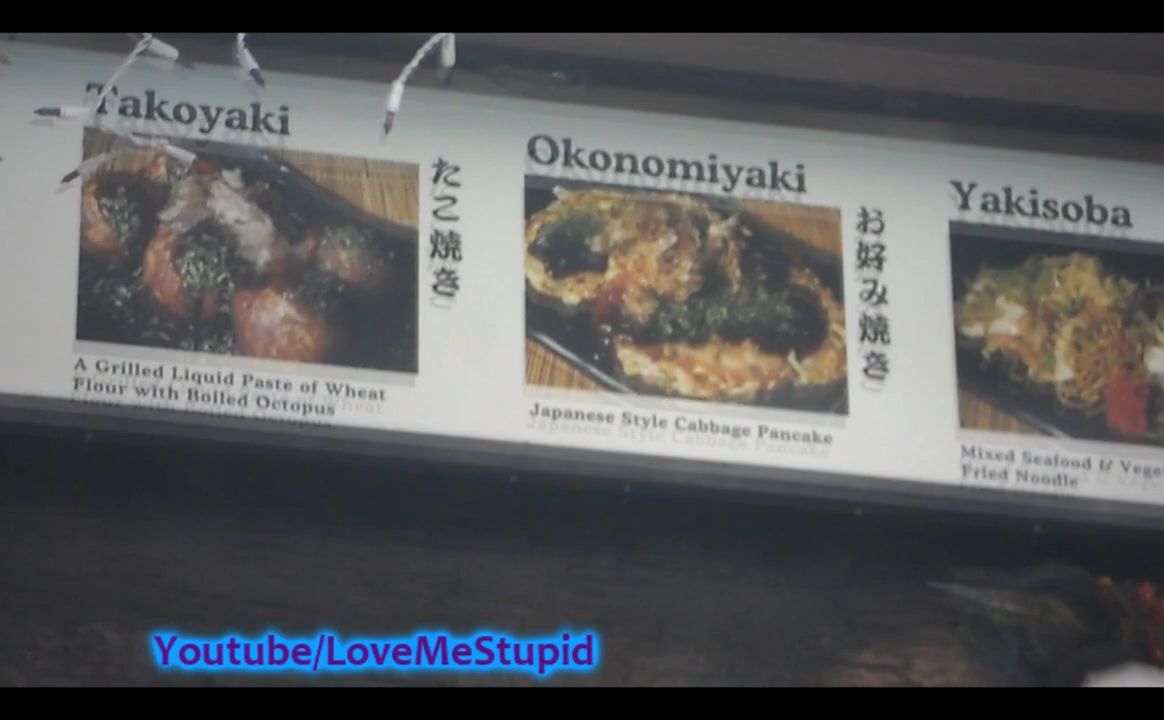 Takoyaki
たこ焼き
A Grilled Liquid Paste of Wheat
Flour with Boiled Octopus
Okonomiyaki
お好み焼き
Japanese Style Cabbage Pancake
Yakisoba
Mixed Seafood &
Fried Noodle
Youtube/LoveMeStupid